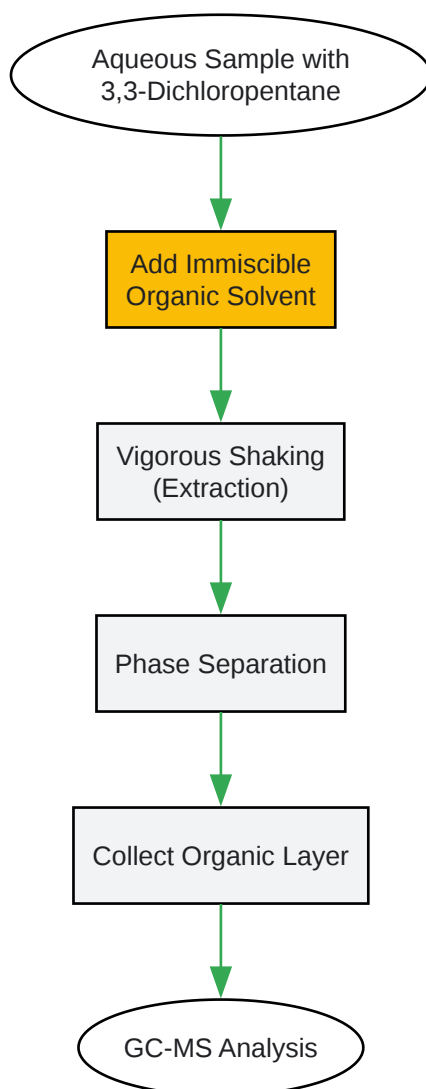 Aqueous Sample with
3,3-Dichloropentane
Add Immiscible
Organic Solvent
Vigorous Shaking
(Extraction)
Phase Separation
Collect Organic Layer
GC-MS Analysis